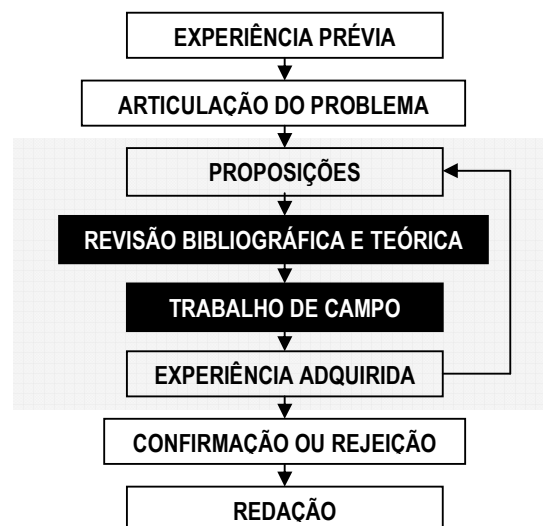 EXPERIÊNCIA PRÉVIA
ARTICULAÇÃO DO PROBLEMA
PROPOSIÇÕES
REVISÃO BIBLIOGRÁFICA E TEÓRICA
TRABALHO DE CAMPO
EXPERIÊNCIA ADQUIRIDA
CONFIRMAÇÃO OU REJEIÇÃO
REDAÇÃO